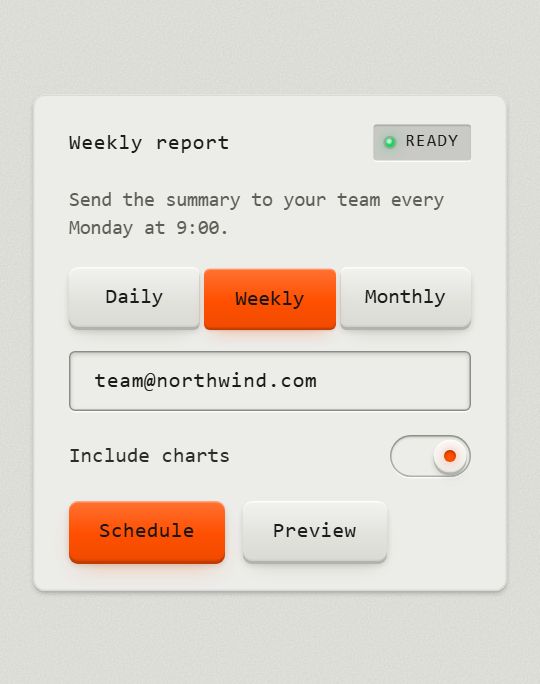 Weekly report
READY
Send the summary to your team every
Monday at 9:00.
Daily
Weekly
Monthly
team@northwind.com
Include charts
Schedule
Preview